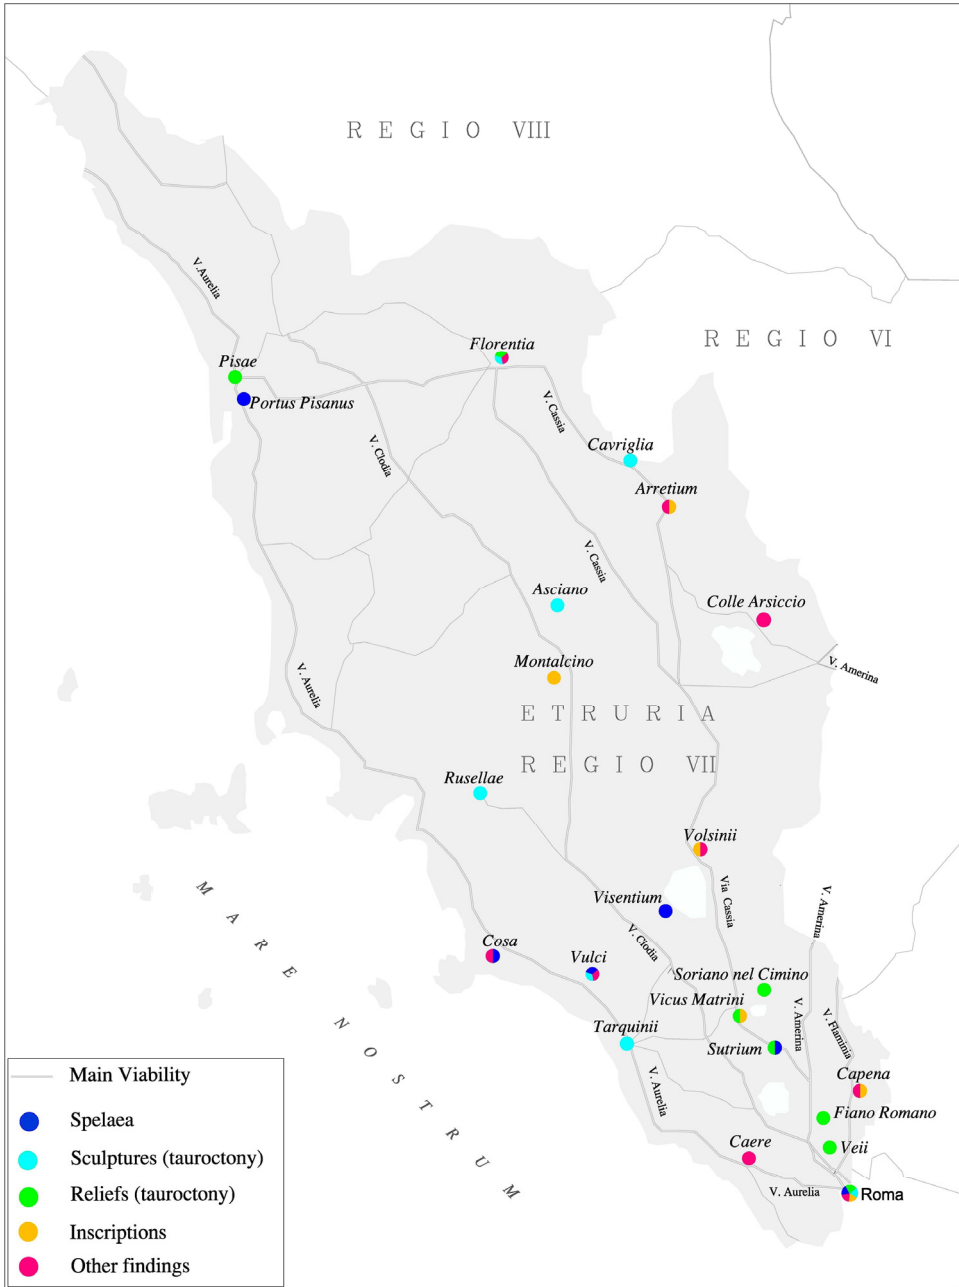 REGIO VIII
V.Aurelia
REGIO VI
Florentia
Pisae
Portus Pisanus
V. Cassia
V. Clodia
Cavriglia
Arretium
V. Cassia
Asciano
Colle Arsiccio
Montalcino
V. Amerina
V. Aurelia
ETRURIA
REGIO VII
Rusellae
Volsinii
Via Cassia
Visentium
V. Amerina
MARE NOSTRUM
Cosa
V. Clodia
Vulci
Soriano nel Cimino
Vicus Matrini
V. Amerina
V. Flaminia
Tarquinii
Sutrium
V. Aurelia
Capena
Fiano Romano
Caere
Veii
V. Aurelia
Roma
Main Viability
Spelaea
Sculptures (tauroctony)
Reliefs (tauroctony)
Inscriptions
Other findings